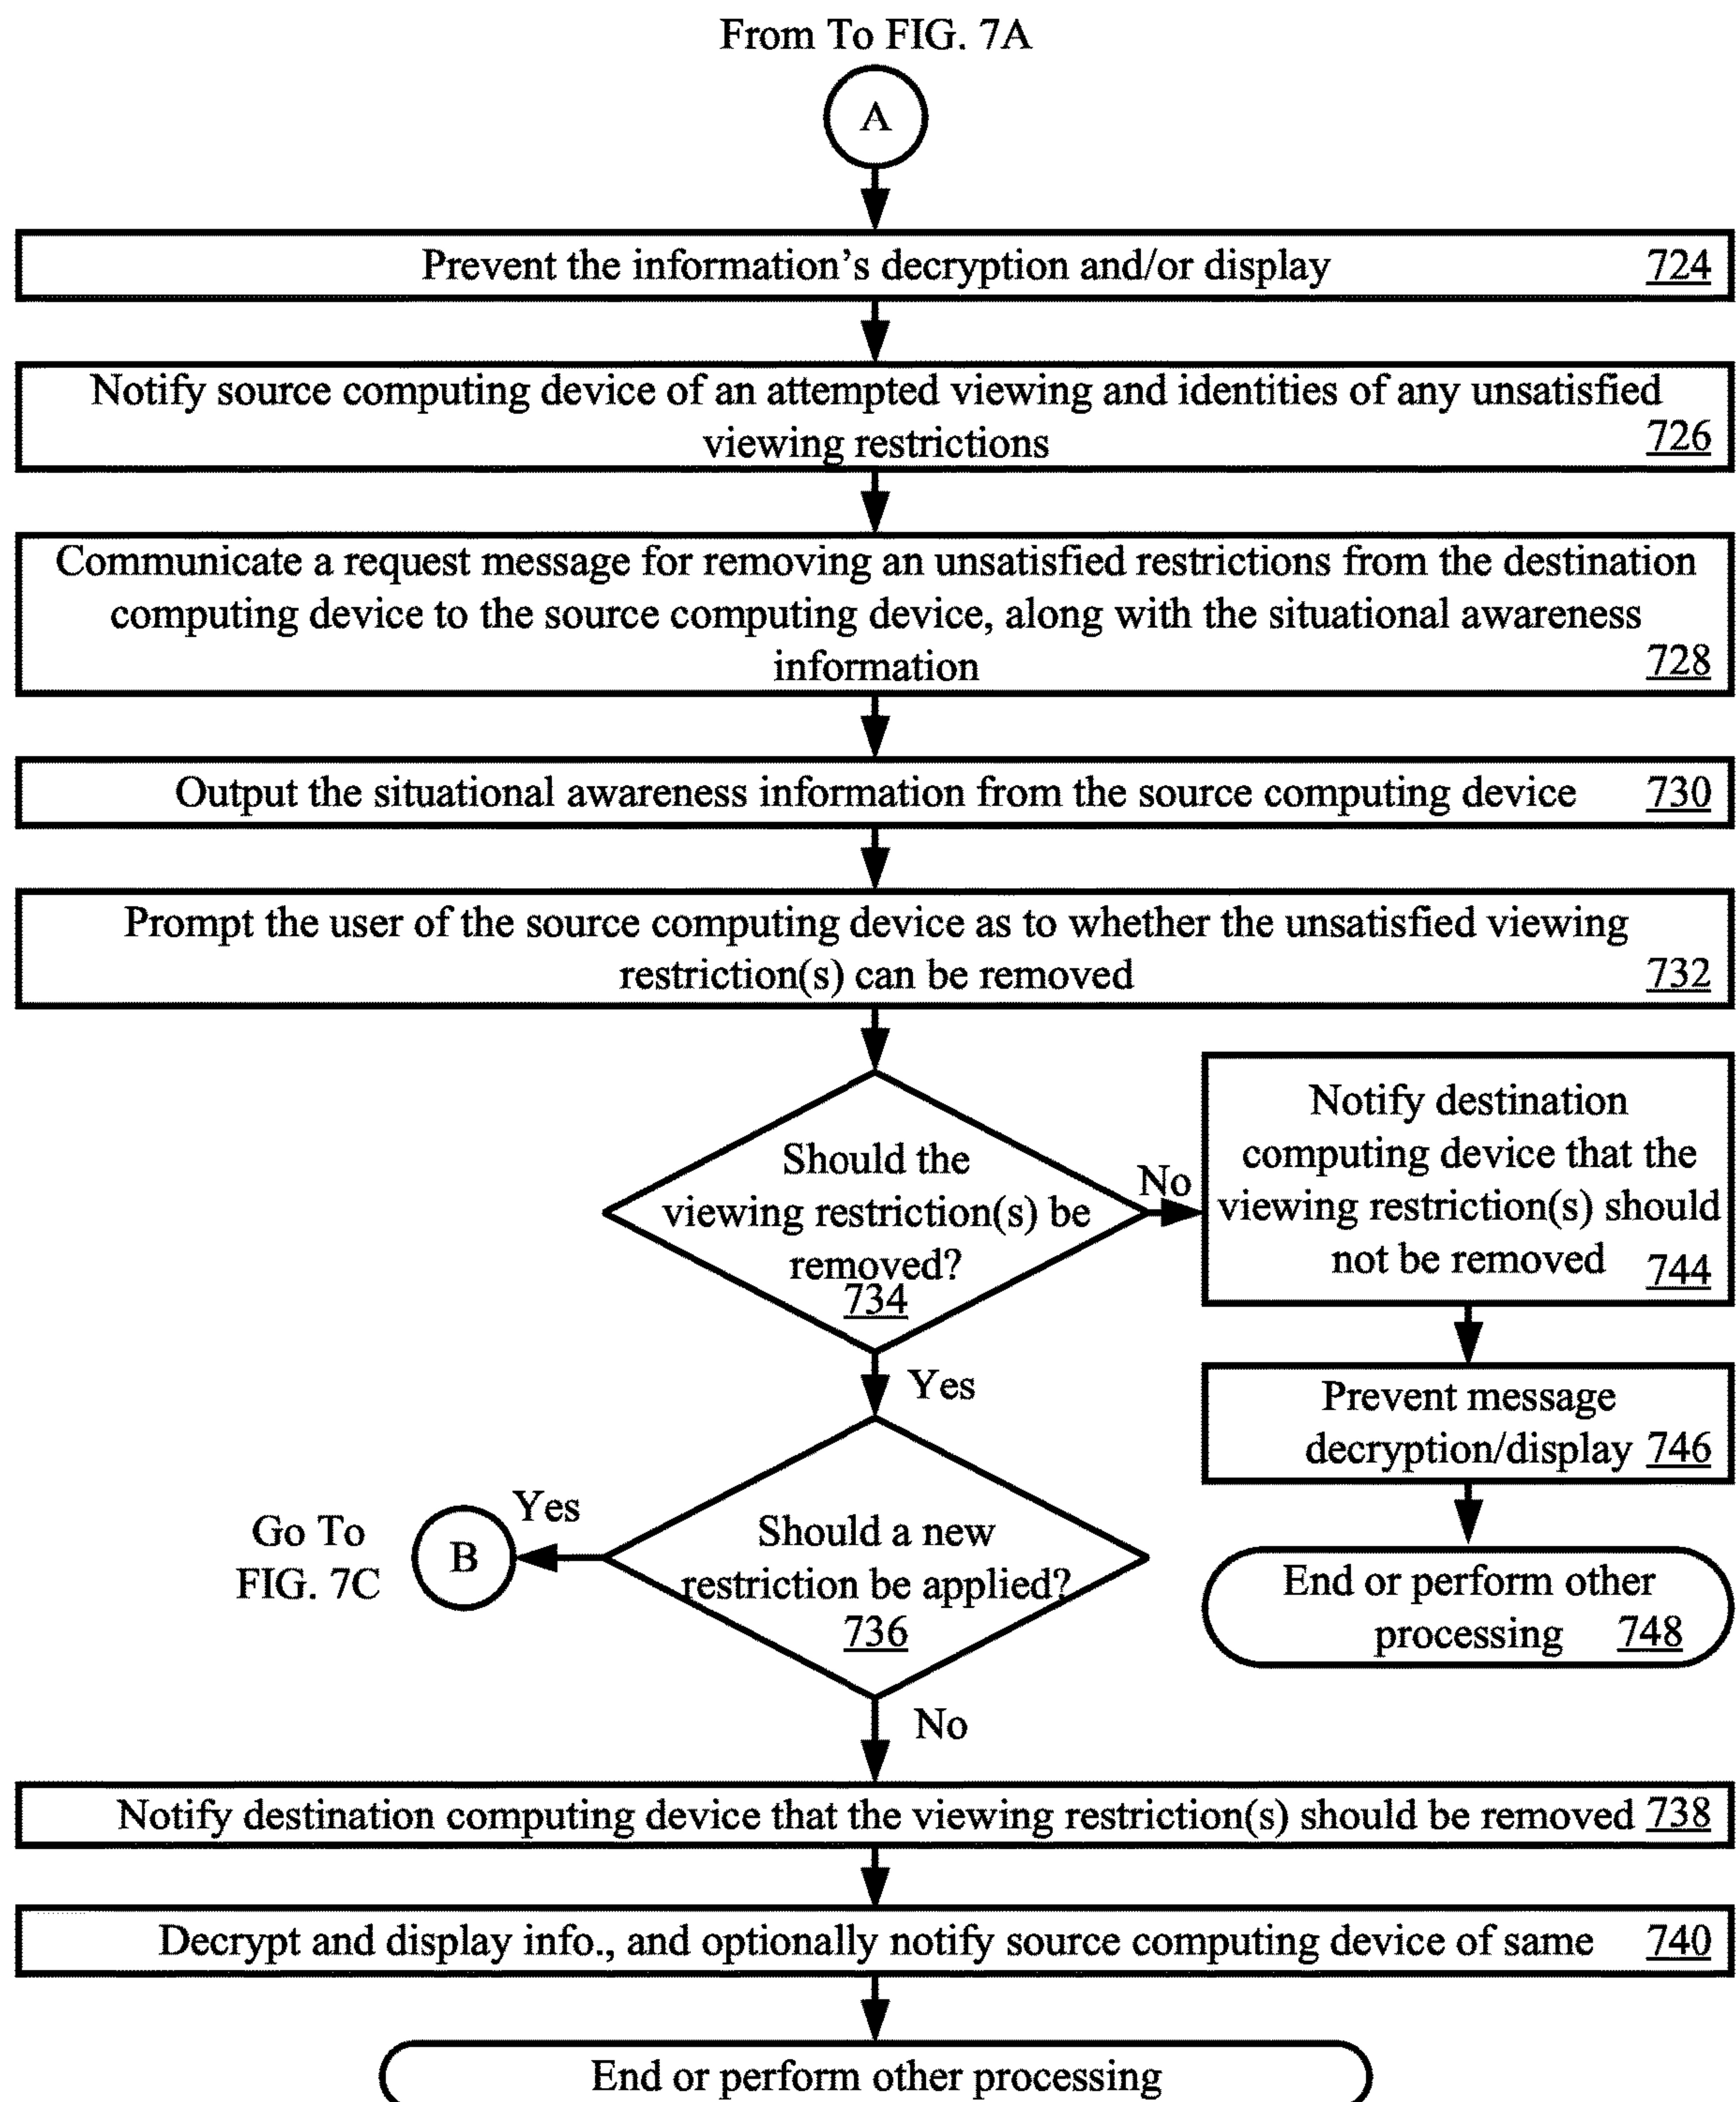 From To FIG. 7A
A
Prevent the information’s decryption and/or display 724
Notify source computing device of an attempted viewing and identities of any unsatisfied
viewing restrictions 726
Communicate a request message for removing an unsatisfied restrictions from the destination
computing device to the source computing device, along with the situational awareness
information 728
Output the situational awareness information from the source computing device 730
Prompt the user of the source computing device as to whether the unsatisfied viewing
restriction(s) can be removed 732
Should the
viewing restriction(s) be
removed?
734
No
Notify destination
computing device that the
viewing restriction(s) should
not be removed 744
Yes
Prevent message
decryption/display 746
Go To
FIG. 7C
B
Yes
Should a new
restriction be applied?
736
End or perform other
processing 748
No
Notify destination computing device that the viewing restriction(s) should be removed 738
Decrypt and display info., and optionally notify source computing device of same 740
End or perform other processing